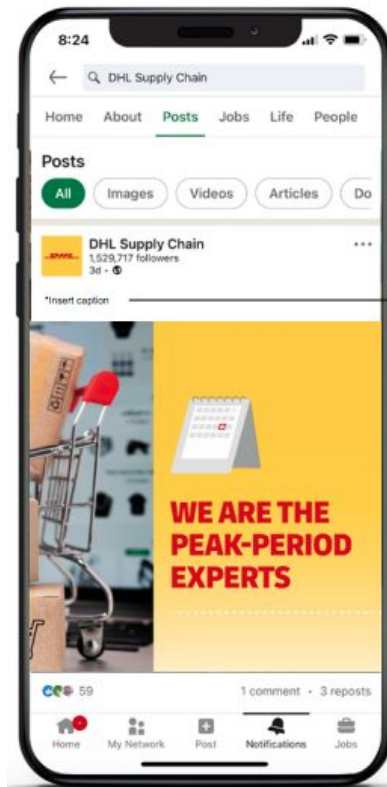 8:24
DHL Supply Chain
Home About Posts Jobs Life People
Posts
All Images Videos Articles Do
DHL
DHL Supply Chain
1,529,717 followers
3d •
*Insert caption
WE ARE THE
PEAK-PERIOD
EXPERTS
59 1 comment • 3 reposts
Home My Network Post Notifications Jobs